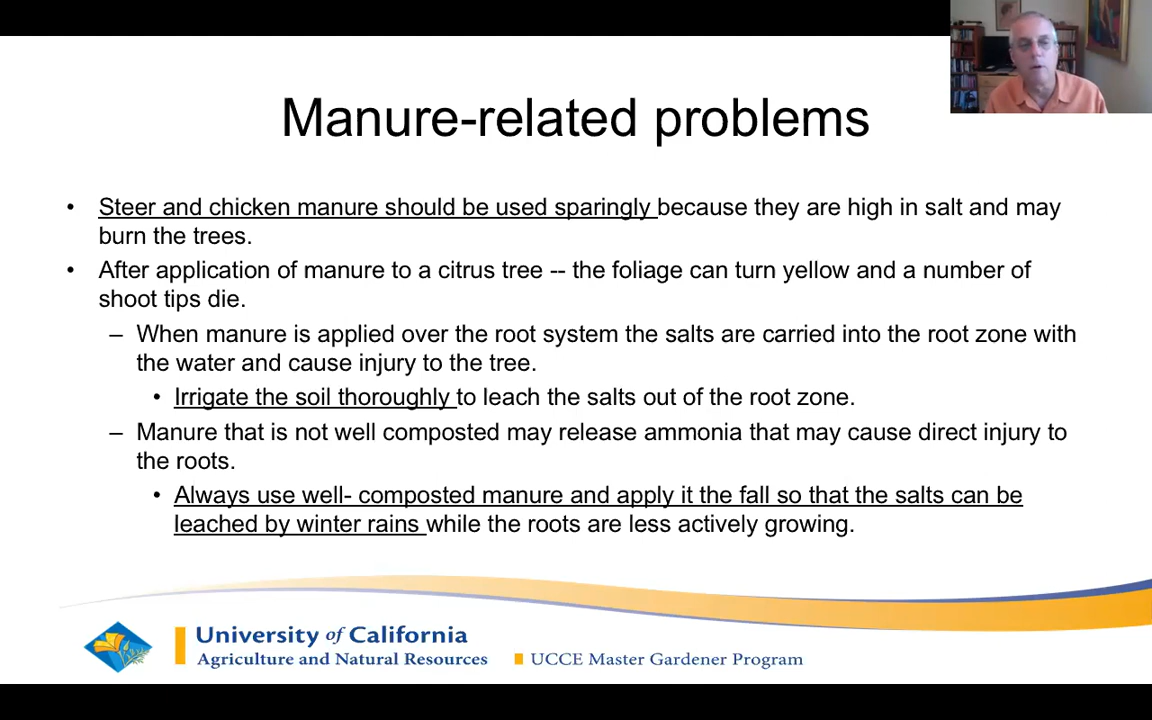 Manure-related problems
• Steer and chicken manure should be used sparingly because they are high in salt and may
burn the trees.
• After application of manure to a citrus tree -- the foliage can turn yellow and a number of
shoot tips die.
– When manure is applied over the root system the salts are carried into the root zone with
the water and cause injury to the tree.
• Irrigate the soil thoroughly to leach the salts out of the root zone.
– Manure that is not well composted may release ammonia that may cause direct injury to
the roots.
• Always use well- composted manure and apply it the fall so that the salts can be
leached by winter rains while the roots are less actively growing.
University of California
Agriculture and Natural Resources
UCCE Master Gardener Program